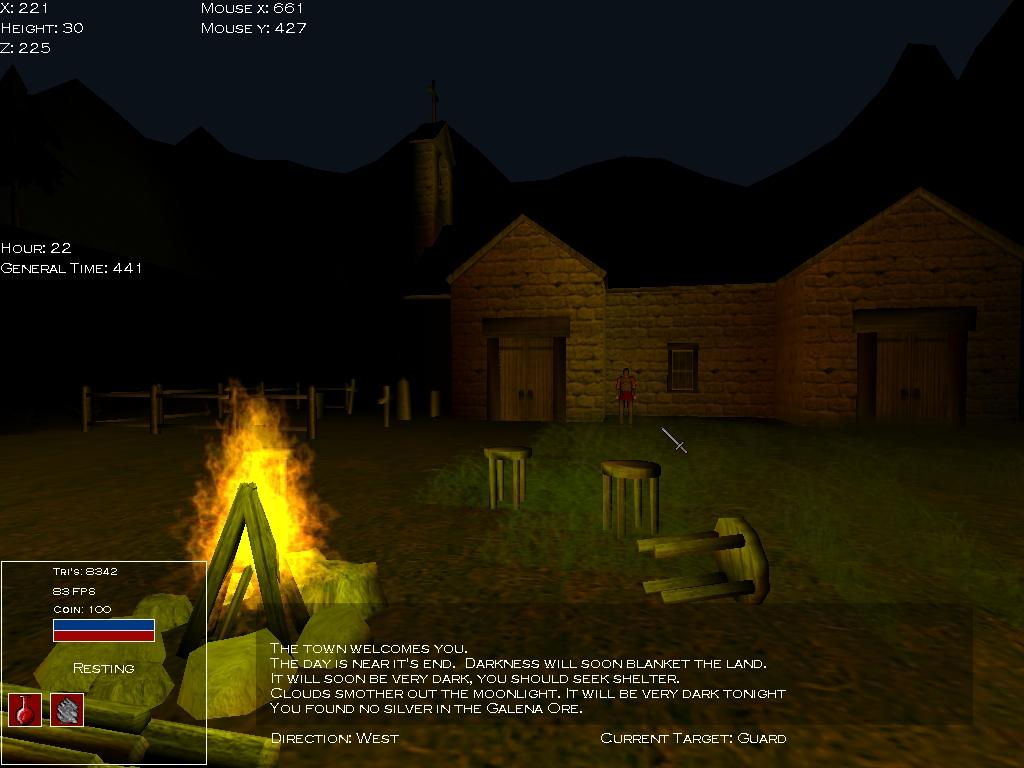 X: 221
Height: 30
Z: 225
Mouse x: 661
Mouse y: 427
Hour: 22
General Time: 441
Tri's: 8342
83 FPS
Coin: 100
Resting
The town welcomes you.
The day is near it's end. Darkness will soon blanket the land.
It will soon be very dark, you should seek shelter.
Clouds smother out the moonlight. It will be very dark tonight
You found no silver in the Galena Ore.
Direction: West
Current Target: Guard